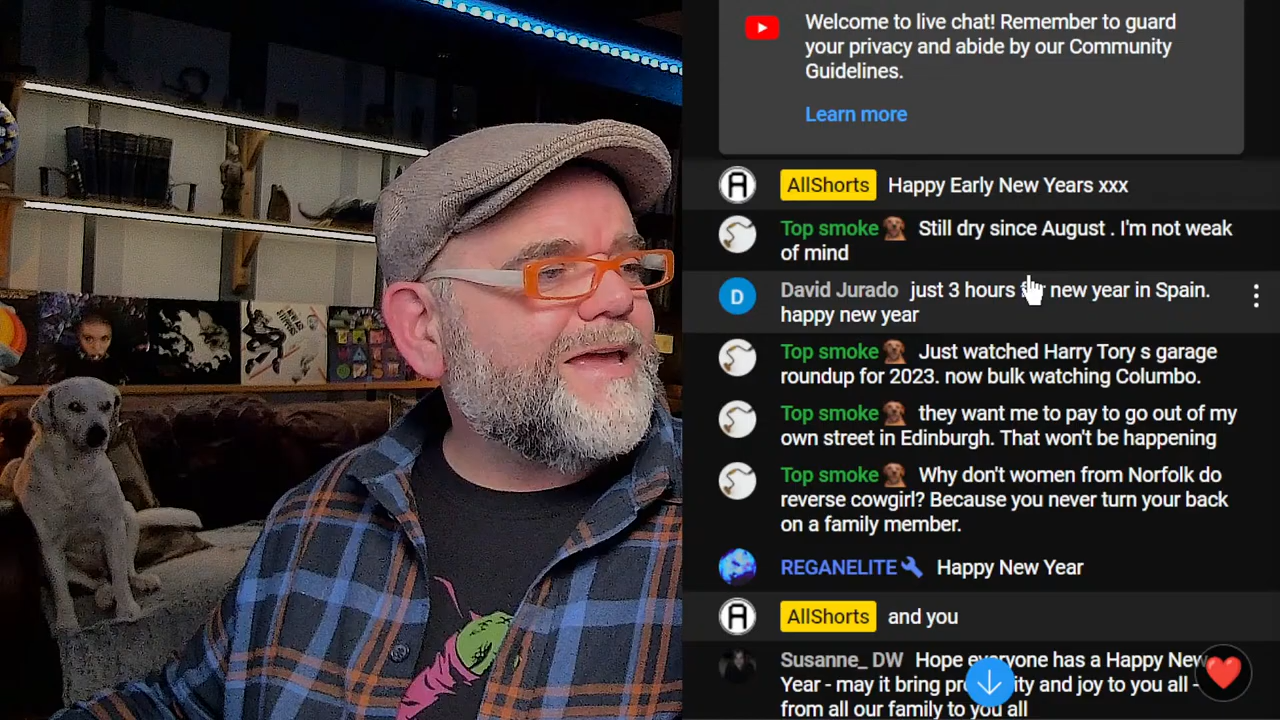 Welcome to live chat! Remember to guard
your privacy and abide by our Community
Guidelines.
Learn more
AllShorts Happy Early New Years xxx
Top smoke Still dry since August . I'm not weak
of mind
D David Jurado just 3 hours new year in Spain.
happy new year
Top smoke Just watched Harry Tory s garage
roundup for 2023. now bulk watching Columbo.
Top smoke they want me to pay to go out of my
own street in Edinburgh. That won't be happening
Top smoke Why don't women from Norfolk do
reverse cowgirl? Because you never turn your back
on a family member.
REGANELITE Happy New Year
AllShorts and you
Susanne_ DW Hope everyone has a Happy New
Year - may it bring and joy to you all -
from all our family to you all